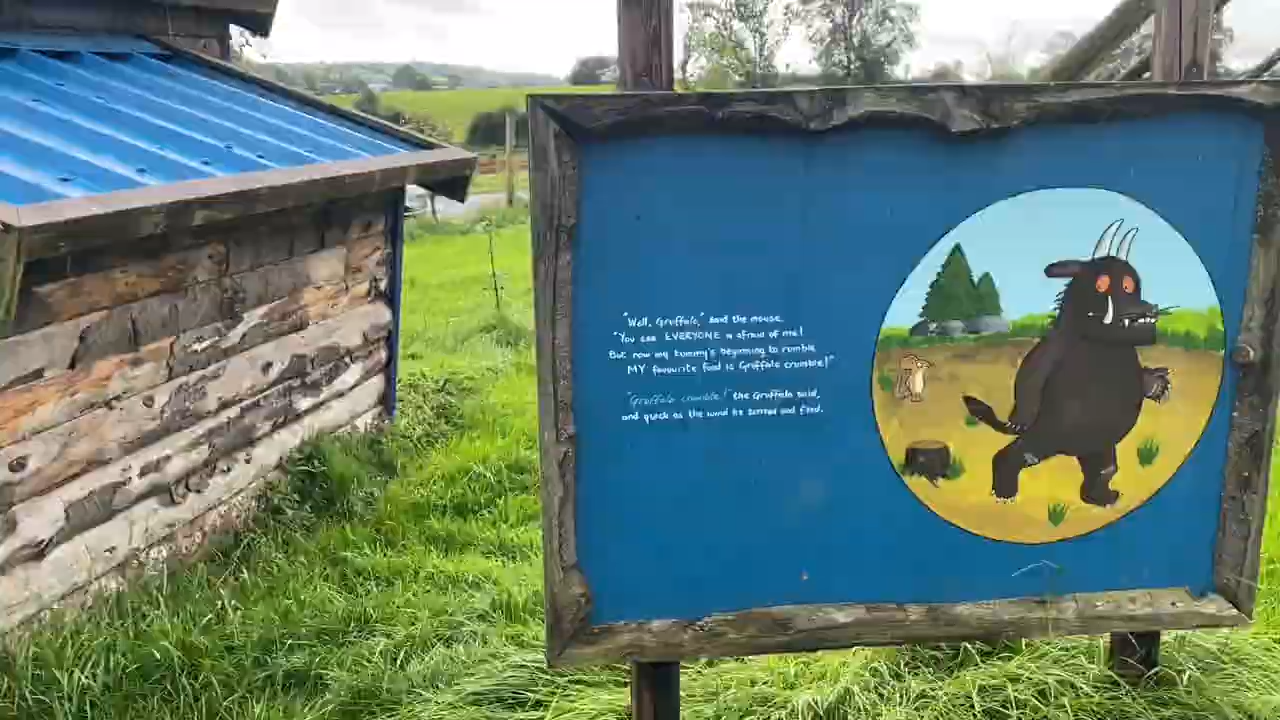 "Well, Gruffalo," said the mouse.
"You see EVERYONE is afraid of me!
But now my tummy's beginning to rumble
MY favourite food is Gruffalo crumble!"
"Gruffalo crumble!" the Gruffalo said,
and quick as the wind he turned and fled.